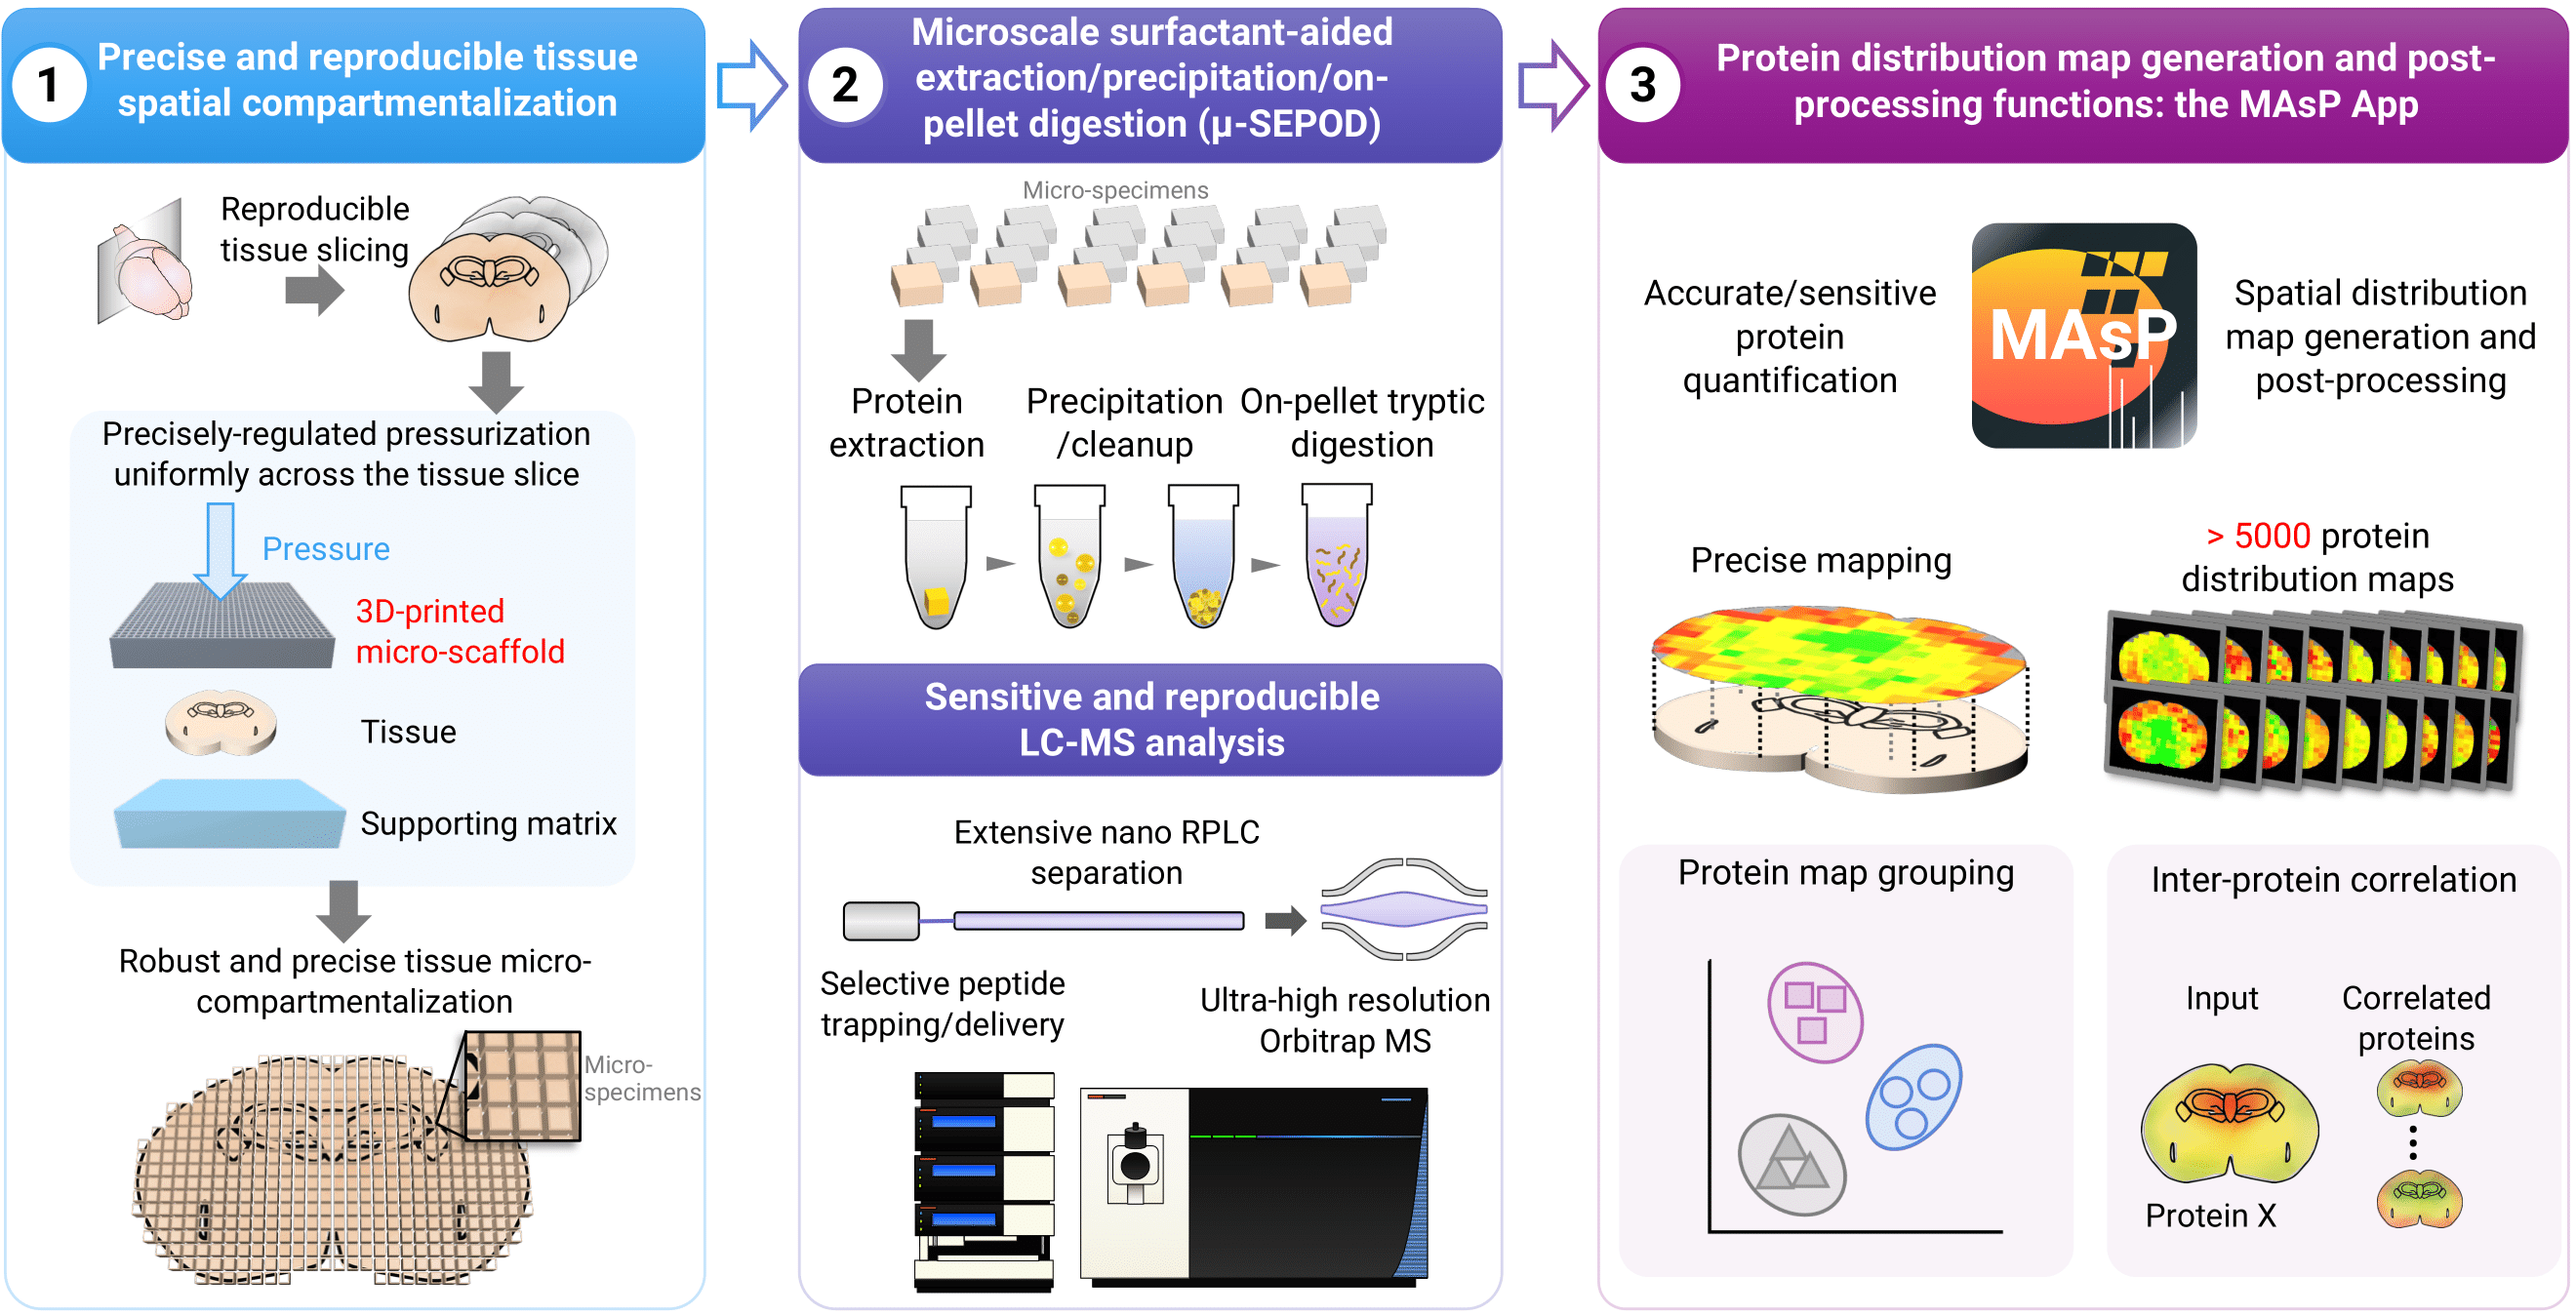 1
Precise and reproducible tissue
spatial compartmentalization
Reproducible
tissue slicing
Precisely-regulated pressurization
uniformly across the tissue slice
Pressure
3D-printed
micro-scaffold
Tissue
Supporting matrix
Robust and precise tissue micro-
compartmentalization
Micro-
specimens
2
Microscale surfactant-aided
extraction/precipitation/on-
pellet digestion (μ-SEPOD)
Micro-specimens
Protein
extraction
Precipitation
/cleanup
On-pellet tryptic
digestion
Sensitive and reproducible
LC-MS analysis
Extensive nano RPLC
separation
Selective peptide
trapping/delivery
Ultra-high resolution
Orbitrap MS
3
Protein distribution map generation and post-
processing functions: the MAsP App
Accurate/sensitive
protein
quantification
MAsP
Spatial distribution
map generation and
post-processing
Precise mapping
> 5000 protein
distribution maps
Protein map grouping
Inter-protein correlation
Input
Correlated
proteins
Protein X